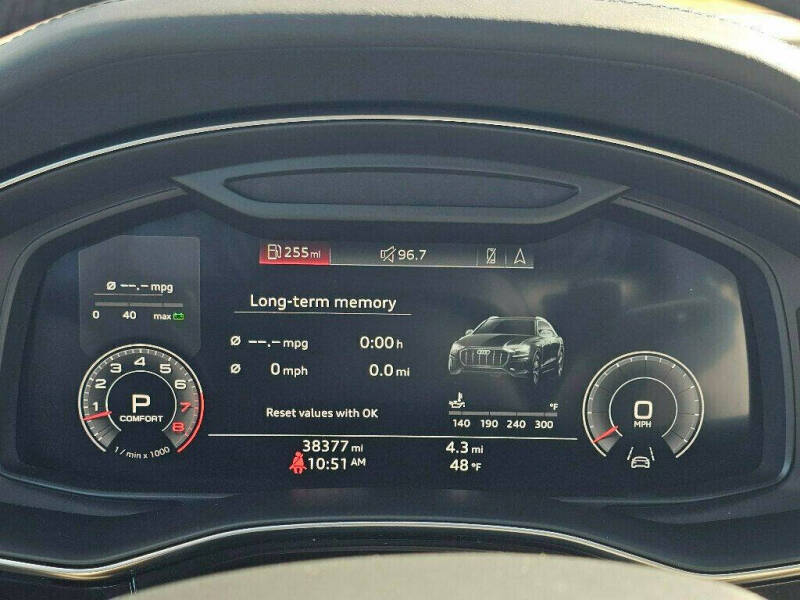 255 mi 96.7
Ø --.- mpg
0 40 max
Long-term memory
Ø --.- mpg 0:00 h
Ø 0 mph 0.0 mi
Reset values with OK
°F
140 190 240 300
1 2 3 4 5 6 7 8
P
COMFORT
1 / min x 1000
0
MPH
38377 mi 4.3 mi
10:51 AM 48 °F